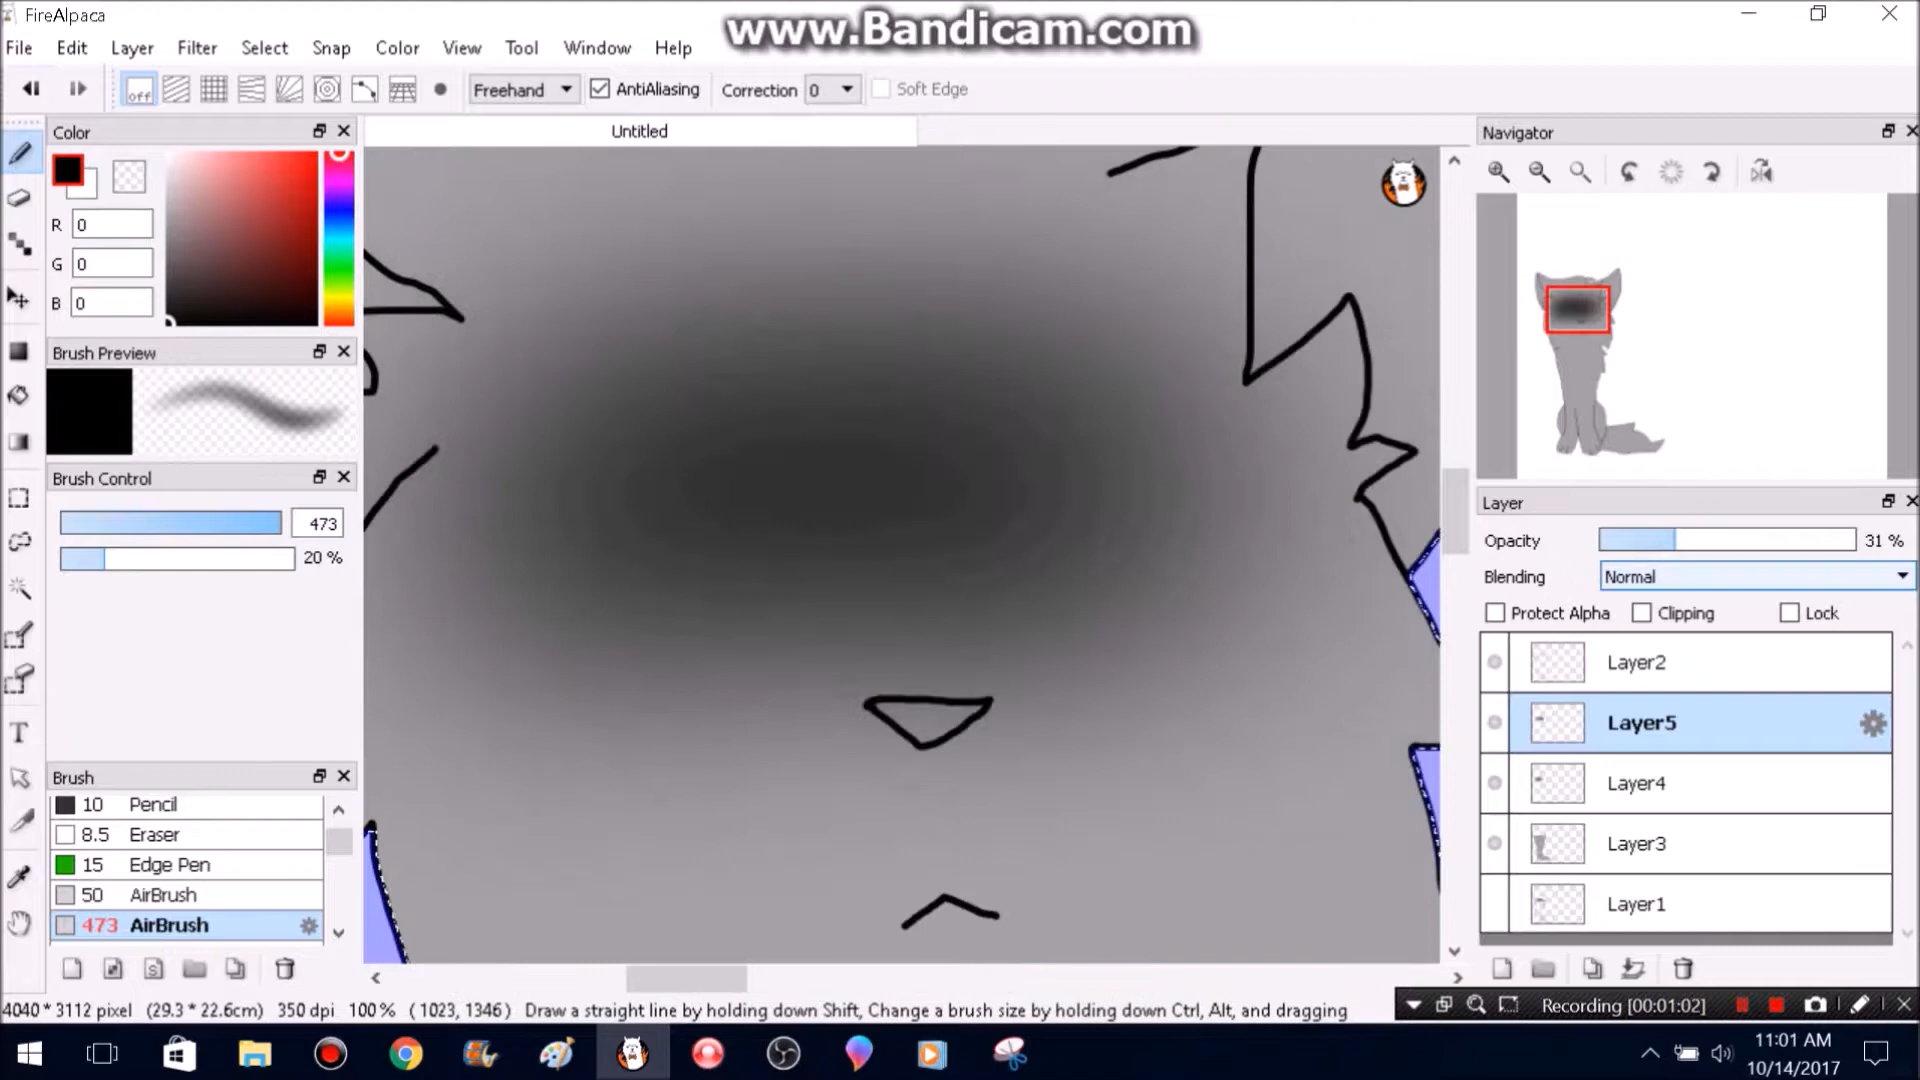 FireAlpaca
www.Bandicam.com
File Edit Layer Filter Select Snap Color View Tool Window Help
off Freehand AntiAliasing Correction 0 Soft Edge
Color
Untitled
Navigator
R 0
G 0
B 0
Brush Preview
Brush Control
473
20 %
Layer
Opacity 31 %
Blending Normal
Protect Alpha Clipping Lock
Layer2
Layer5
Layer4
Layer3
Layer1
Brush
10 Pencil
8.5 Eraser
15 Edge Pen
50 AirBrush
473 AirBrush
S
T
4040 * 3112 pixel (29.3 * 22.6cm) 350 dpi 100 % ( 1023, 1346) Draw a straight line by holding down Shift, Change a brush size by holding down Ctrl, Alt, and dragging
Recording [00:01:02]
11:01 AM
10/14/2017